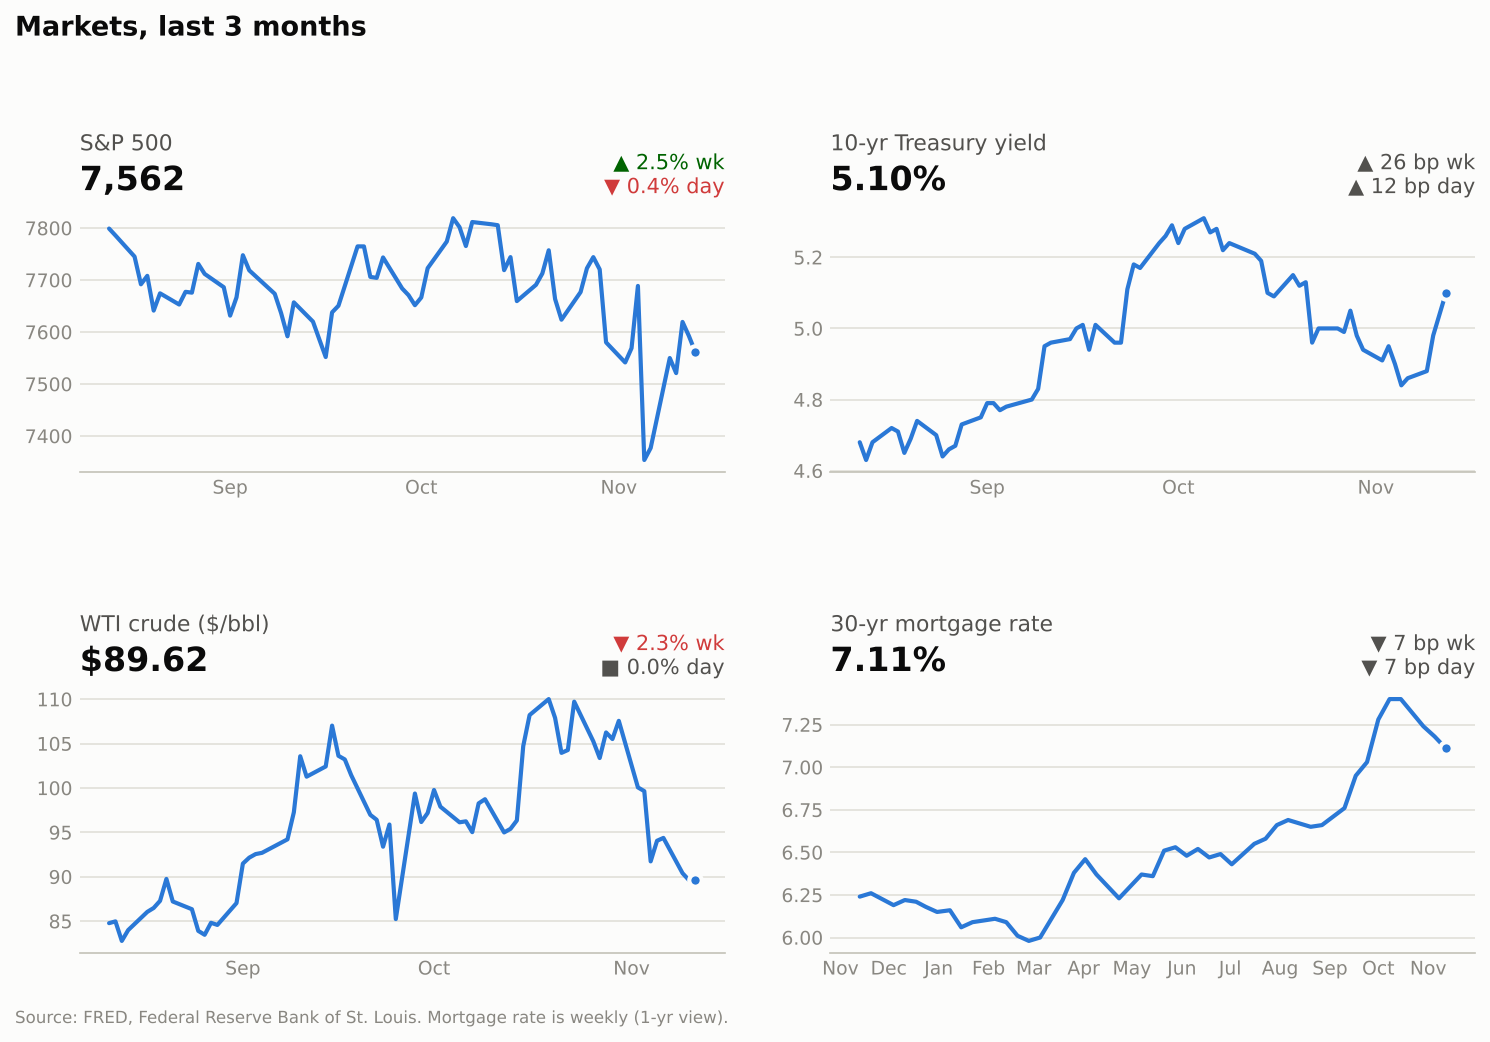 Markets, last 3 months
S&P 500
7,562
▲ 2.5% wk
▼ 0.4% day
7800
7700
7600
7500
7400
Sep Oct Nov
10-yr Treasury yield
5.10%
▲ 26 bp wk
▲ 12 bp day
5.2
5.0
4.8
4.6
Sep Oct Nov
WTI crude ($/bbl)
$89.62
▼ 2.3% wk
■ 0.0% day
110
105
100
95
90
85
Sep Oct Nov
30-yr mortgage rate
7.11%
▼ 7 bp wk
▼ 7 bp day
7.25
7.00
6.75
6.50
6.25
6.00
Nov Dec Jan Feb Mar Apr May Jun Jul Aug Sep Oct Nov
Source: FRED, Federal Reserve Bank of St. Louis. Mortgage rate is weekly (1-yr view).